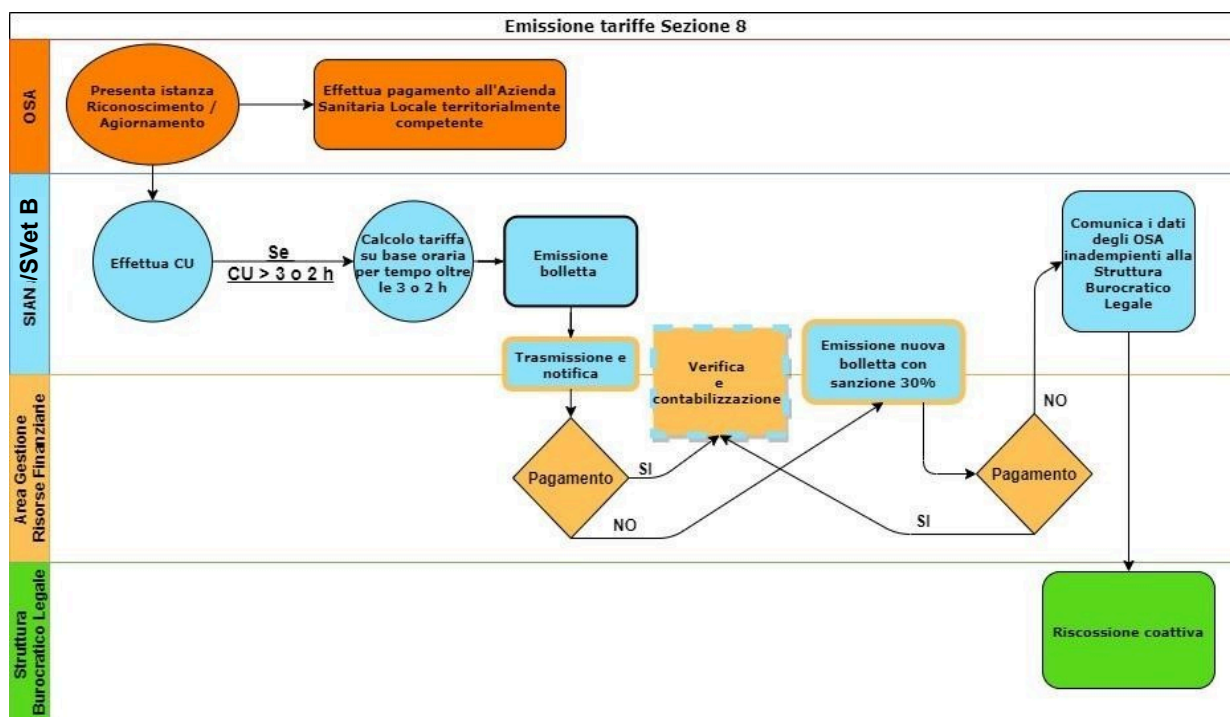 Emissione tariffe Sezione 8
OSA
Presenta istanza
Riconoscimento /
Agiornamento
Effettua pagamento all'Azienda
Sanitaria Locale territorialmente
competente
SIAN /SVet B
Effettua CU
Se
CU > 3 o 2 h
Calcolo tariffa
su base oraria
per tempo oltre
le 3 o 2 h
Emissione
bolletta
Comunica i dati
degli OSA
inadempienti alla
Struttura
Burocratico
Legale
Trasmissione e
notifica
Verifica
e
contabilizzazione
Emissione nuova
bolletta con
sanzione 30%
Area Gestione
Risorse Finanziarie
Pagamento
SI
NO
SI
Pagamento
NO
Struttura
Burocratico Legale
Riscossione coattiva